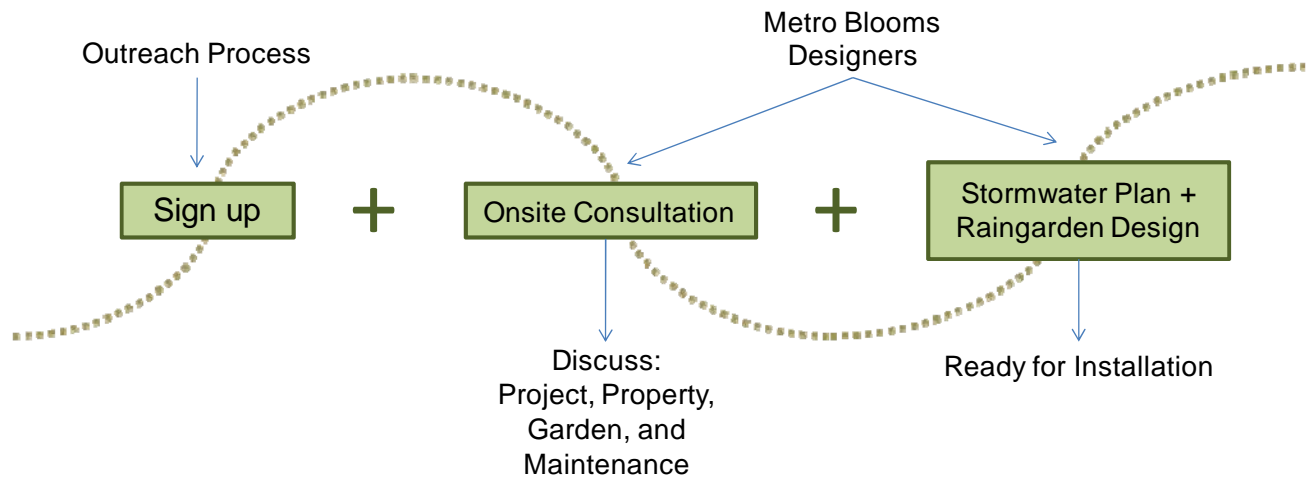 Outreach Process
Metro Blooms
Designers
Sign up
+
Onsite Consultation
+
Stormwater Plan +
Raingarden Design
Discuss:
Project, Property,
Garden, and
Maintenance
Ready for Installation